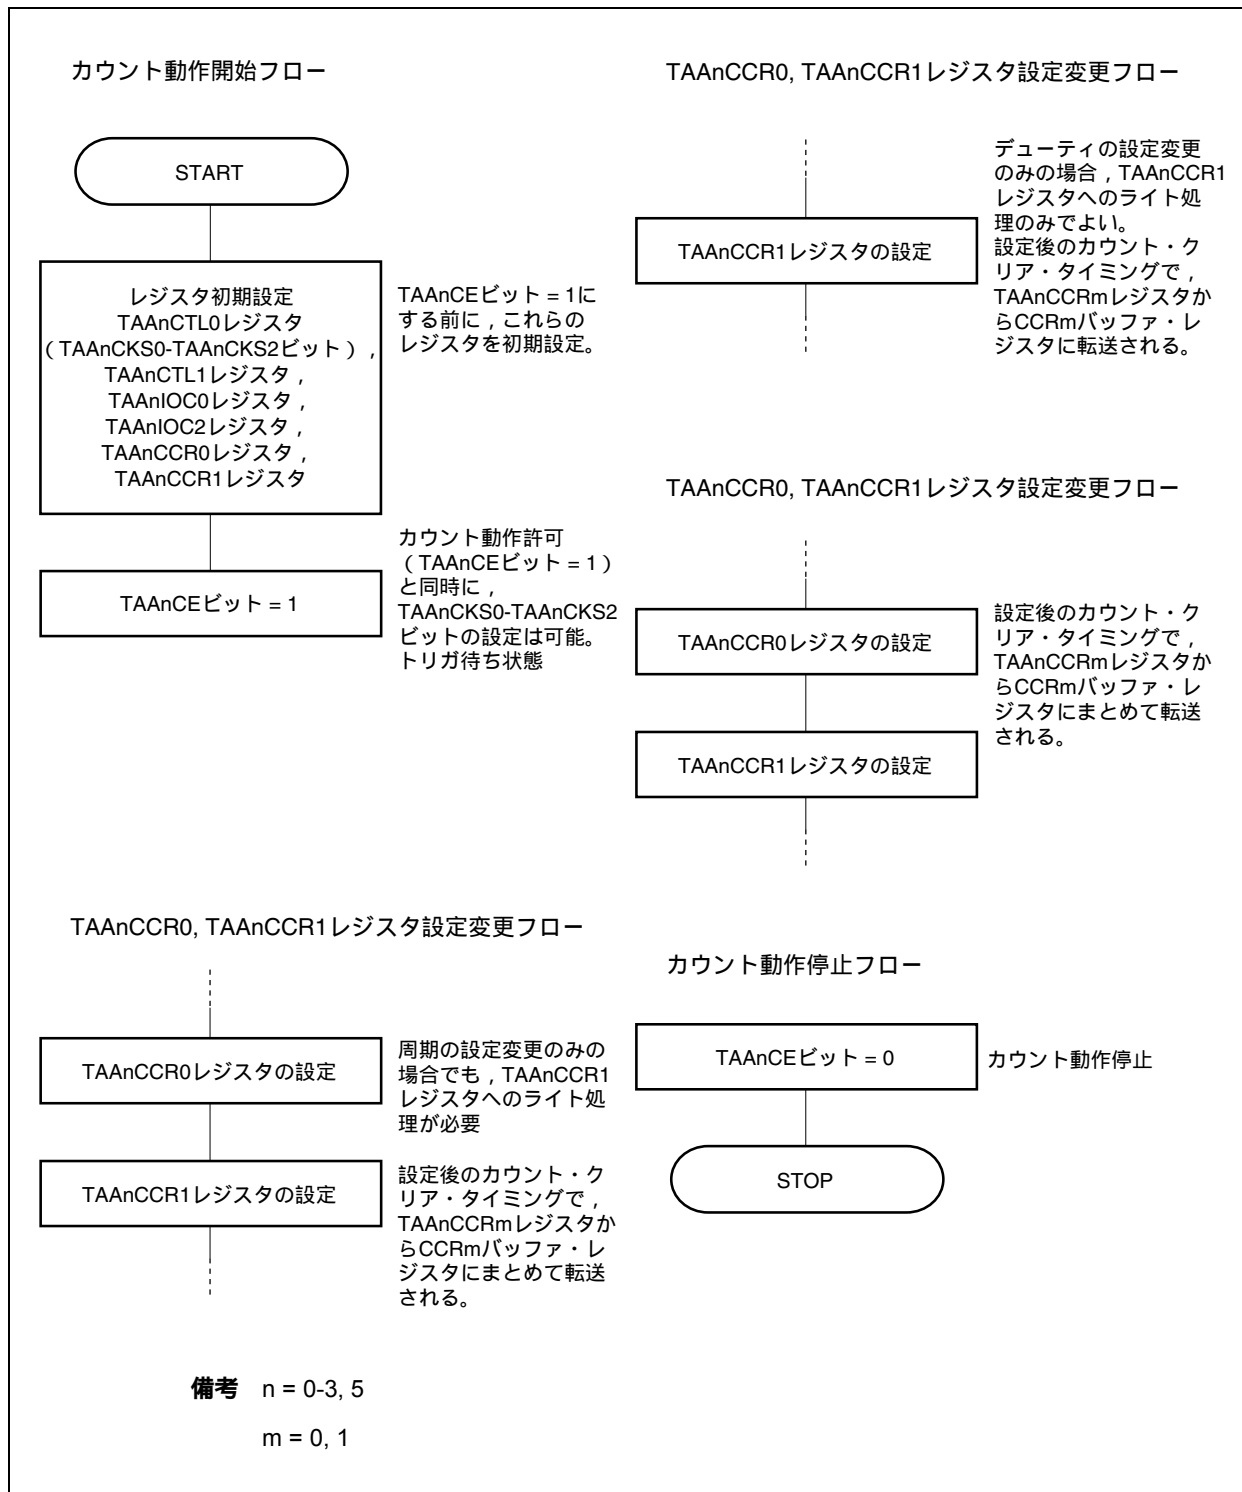 カウント動作開始フロー
START
レジスタ初期設定
TAAnCTL0レジスタ
（TAAnCKS0-TAAnCKS2ビット），
TAAnCTL1レジスタ，
TAAnIOC0レジスタ，
TAAnIOC2レジスタ，
TAAnCCR0レジスタ，
TAAnCCR1レジスタ
TAAnCEビット = 1に
する前に，これらの
レジスタを初期設定。
TAAnCEビット = 1
カウント動作許可
（TAAnCEビット = 1）
と同時に，
TAAnCKS0-TAAnCKS2
ビットの設定は可能。
トリガ待ち状態
TAAnCCR0, TAAnCCR1レジスタ設定変更フロー
TAAnCCR1レジスタの設定
デューティの設定変更
のみの場合，TAAnCCR1
レジスタへのライト処
理のみでよい。
設定後のカウント・ク
リア・タイミングで，
TAAnCCRmレジスタか
らCCRmバッファ・レ
ジスタに転送される。
TAAnCCR0, TAAnCCR1レジスタ設定変更フロー
TAAnCCR0レジスタの設定
設定後のカウント・ク
リア・タイミングで，
TAAnCCRmレジスタか
らCCRmバッファ・レ
ジスタにまとめて転送
される。
TAAnCCR1レジスタの設定
TAAnCCR0, TAAnCCR1レジスタ設定変更フロー
TAAnCCR0レジスタの設定
周期の設定変更のみの
場合でも，TAAnCCR1
レジスタへのライト処
理が必要
TAAnCCR1レジスタの設定
設定後のカウント・ク
リア・タイミングで，
TAAnCCRmレジスタか
らCCRmバッファ・レ
ジスタにまとめて転送
される。
カウント動作停止フロー
TAAnCEビット = 0
カウント動作停止
STOP
備考 n = 0-3, 5
m = 0, 1